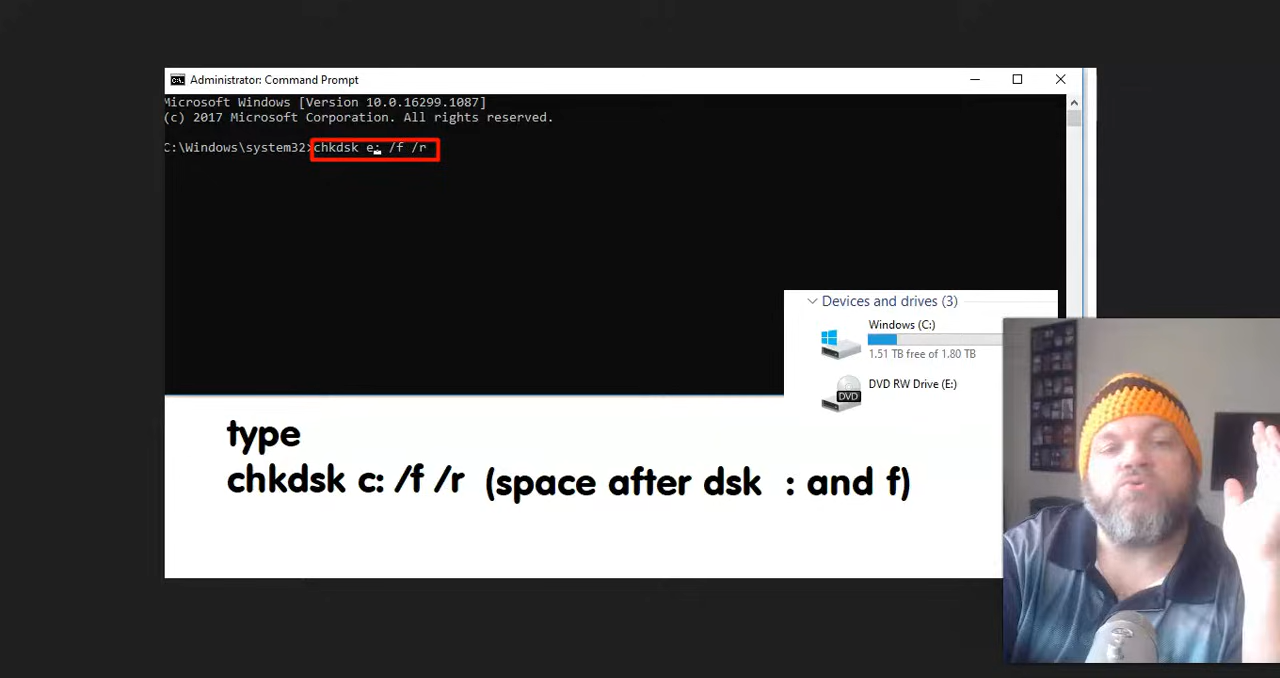 Administrator: Command Prompt
Microsoft Windows [Version 10.0.16299.1087]
(c) 2017 Microsoft Corporation. All rights reserved.
C:\Windows\system32>chkdsk e: /f /r
Devices and drives (3)
Windows (C:)
1.51 TB free of 1.80 TB
DVD RW Drive (E:)
DVD
type
chkdsk c: /f /r (space after dsk : and f)